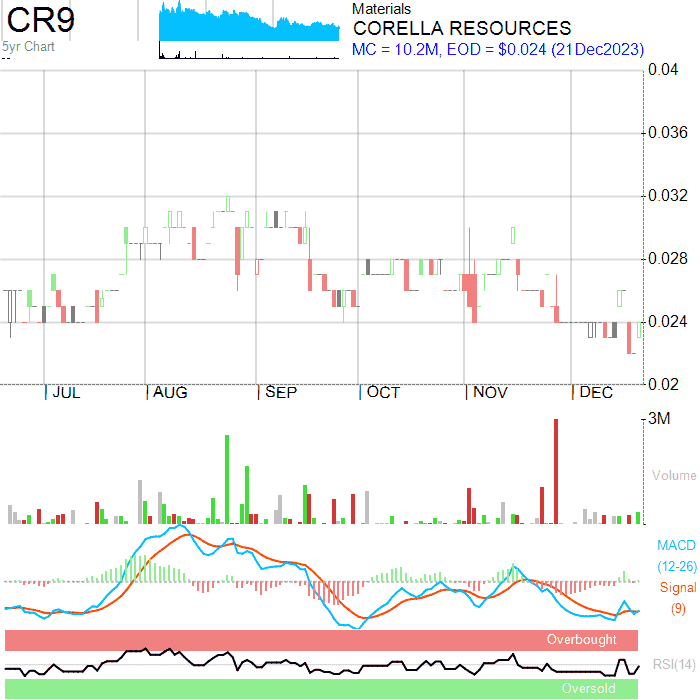 CR9
5yr Chart
Materials
CORELLA RESOURCES
MC = 10.2M, EOD = $0.024 (21Dec2023)
0.04
0.036
0.032
0.028
0.024
0.02
JUL AUG SEP OCT NOV DEC
3M
Volume
MACD
(12-26)
Signal
(9)
Overbought
RSI(14)
Oversold